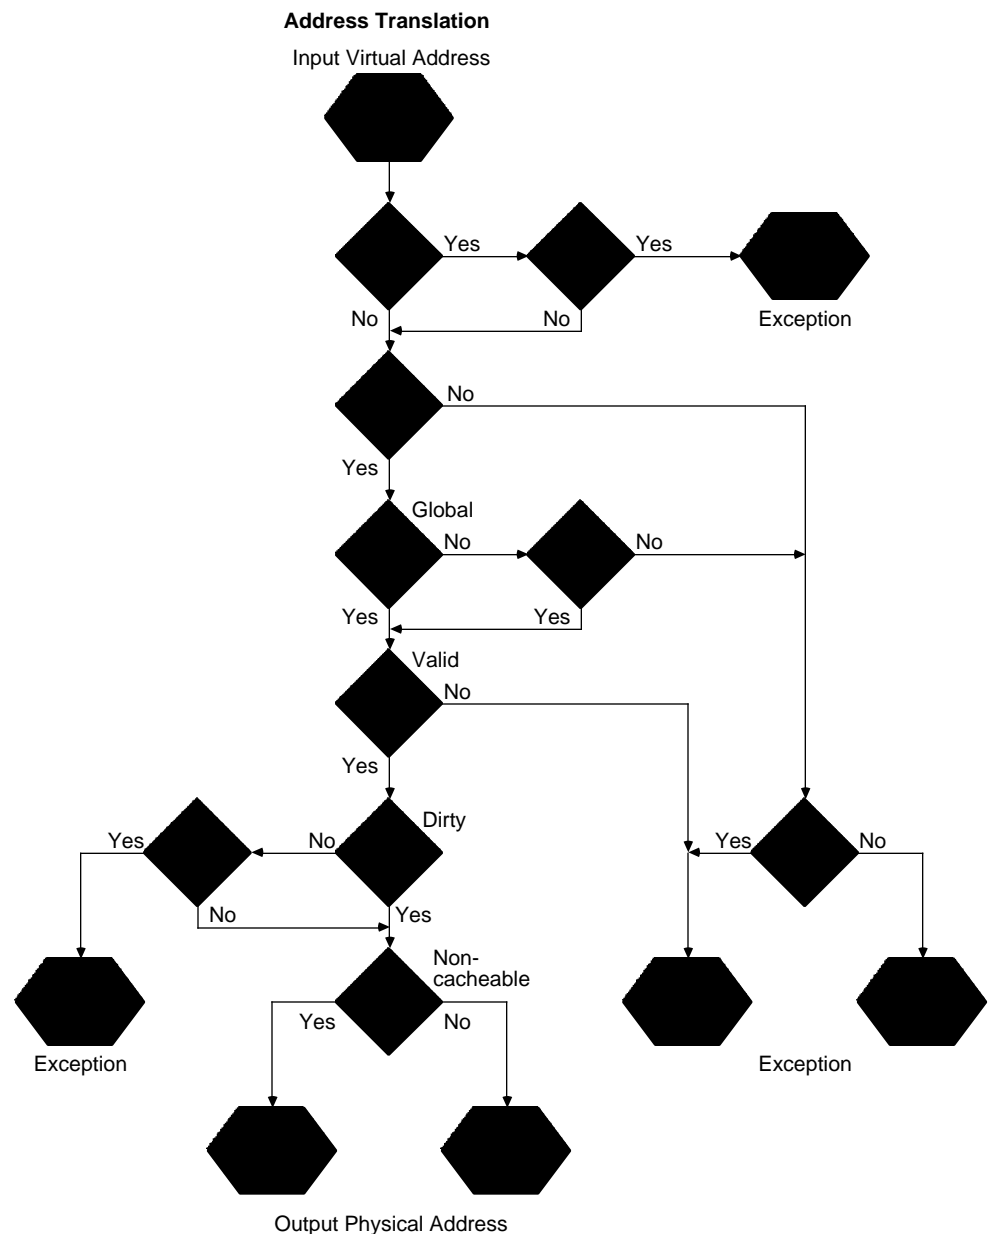 Address Translation
Input Virtual Address
Yes
Yes
No
No
Exception
No
Yes
Global
No
No
Yes
Yes
Valid
No
Yes
Dirty
Yes
No
Yes
No
No
Yes
Non-
cacheable
Yes
No
Exception
Exception
Output Physical Address